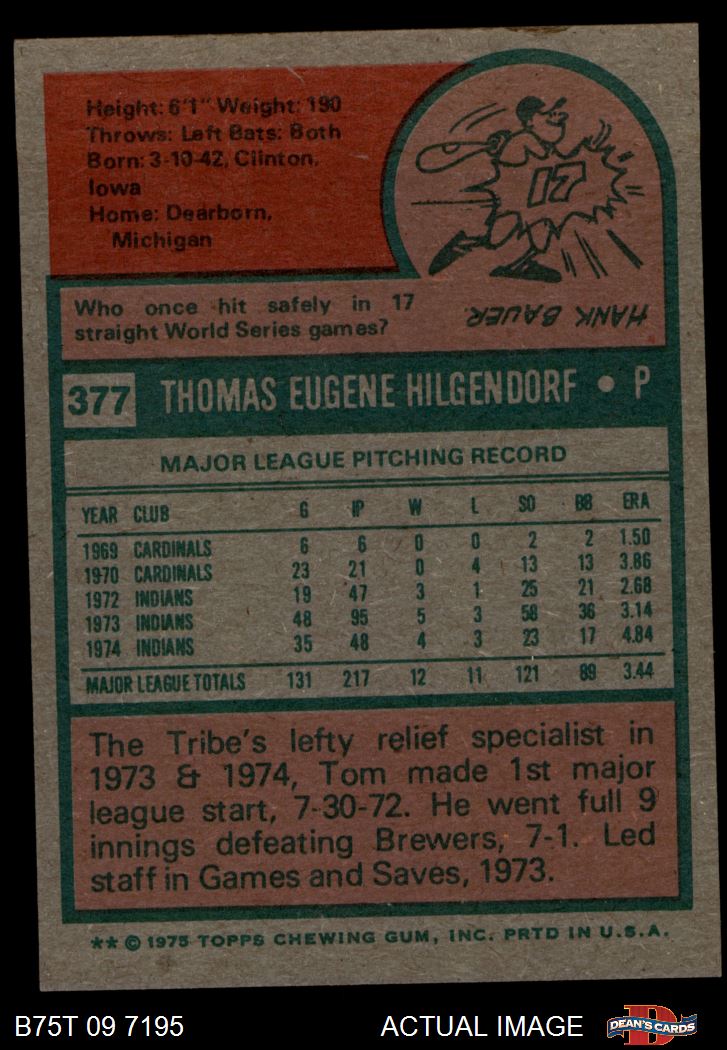 Height: 6'1" Weight: 190
Throws: Left Bats: Both
Born: 3-10-42, Clinton,
Iowa
Home: Dearborn,
Michigan
17
HANK BAUER.
Who once hit safely in 17
straight World Series games?
377 THOMAS EUGENE HILGENDORF • P
MAJOR LEAGUE PITCHING RECORD
YEAR CLUB G IP W L SO BB ERA
1969 CARDINALS 6 6 0 0 2 2 1.50
1970 CARDINALS 23 21 0 4 13 13 3.86
1972 INDIANS 19 47 3 1 25 21 2.68
1973 INDIANS 48 95 5 3 58 36 3.14
1974 INDIANS 35 48 4 3 23 17 4.84
MAJOR LEAGUE TOTALS 131 217 12 11 121 89 3.44
The Tribe's lefty relief specialist in
1973 & 1974, Tom made 1st major
league start, 7-30-72. He went full 9
innings defeating Brewers, 7-1. Led
staff in Games and Saves, 1973.
** © 1975 TOPPS CHEWING GUM, INC. PRTD IN U.S.A.
B75T 09 7195 ACTUAL IMAGE DEAN'S CARDS